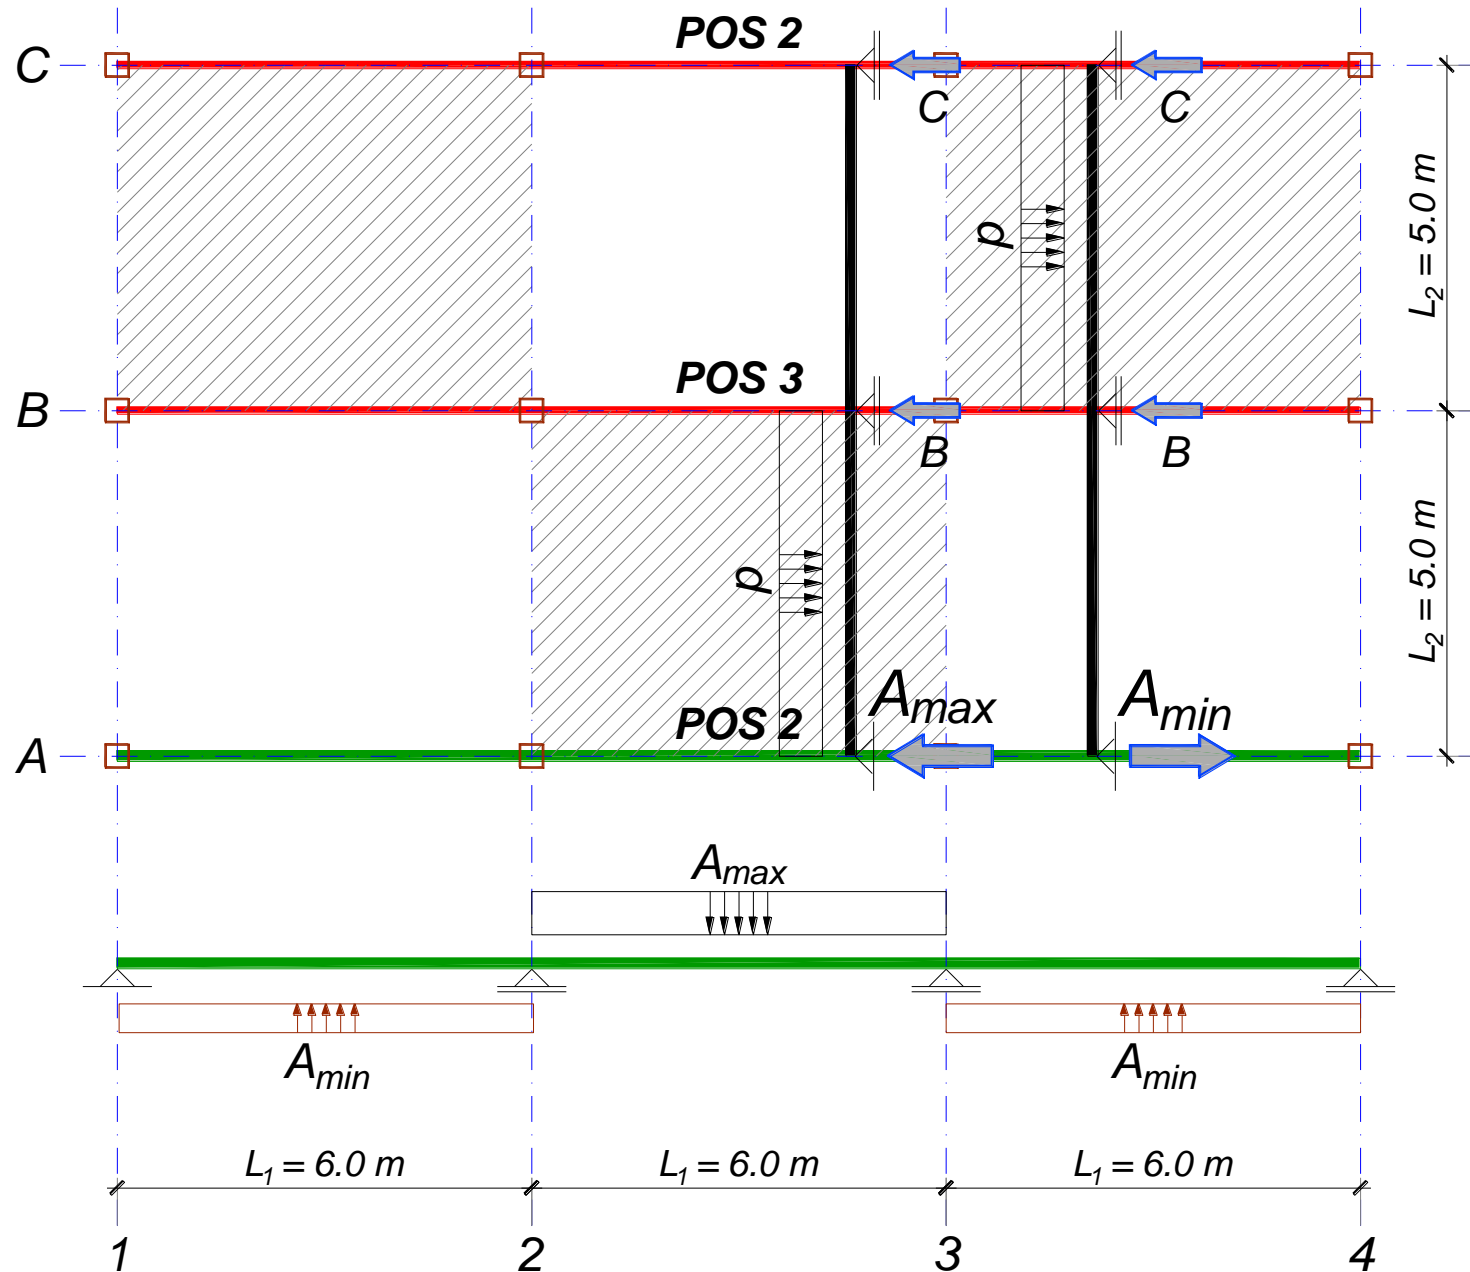 POS 2
C
C
C
p
L2 = 5.0 m
POS 3
B
B
B
p
L2 = 5.0 m
Amax
Amin
POS 2
A
Amax
Amin
Amin
L1 = 6.0 m
L1 = 6.0 m
L1 = 6.0 m
1
2
3
4